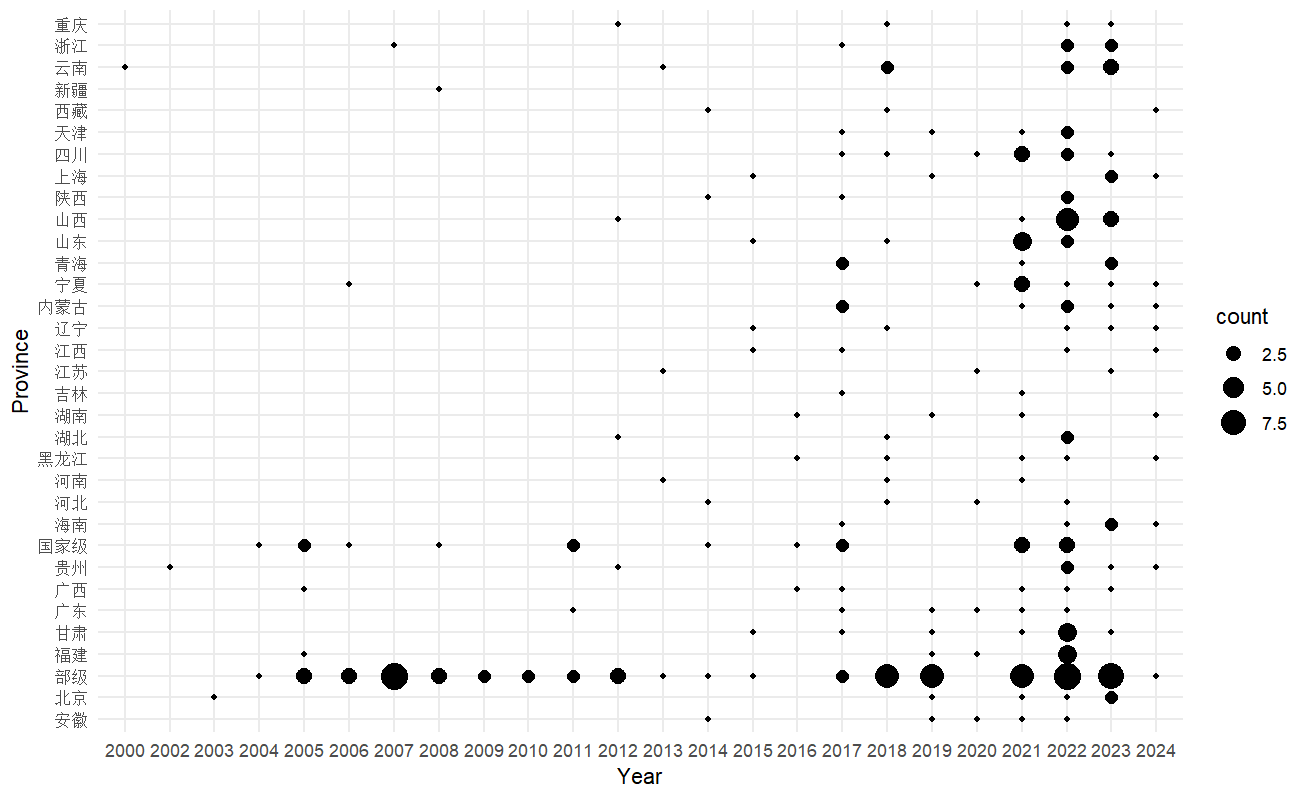 重庆
浙江
云南
新疆
西藏
天津
四川
上海
陕西
山西
山东
青海
宁夏
内蒙古
辽宁
江西
江苏
吉林
湖南
湖北
黑龙江
河南
河北
海南
国家级
贵州
广西
广东
甘肃
福建
部级
北京
安徽
Province
2000 2002 2003 2004 2005 2006 2007 2008 2009 2010 2011 2012 2013 2014 2015 2016 2017 2018 2019 2020 2021 2022 2023 2024
Year
count
2.5
5.0
7.5